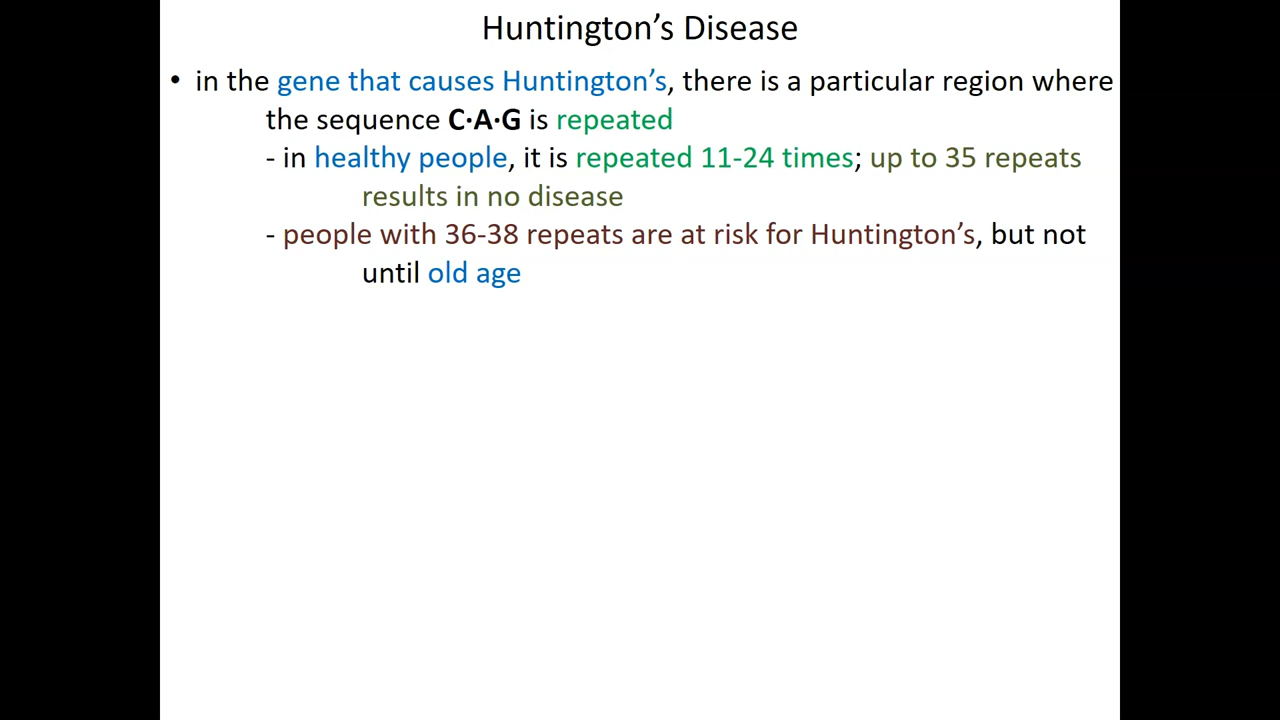 Huntington’s Disease
• in the gene that causes Huntington’s, there is a particular region where
the sequence C·A·G is repeated
- in healthy people, it is repeated 11-24 times; up to 35 repeats
results in no disease
- people with 36-38 repeats are at risk for Huntington’s, but not
until old age